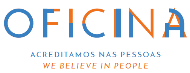 OFICINA
ACREDITAMOS NAS PESSOAS
WE BELIEVE IN PEOPLE